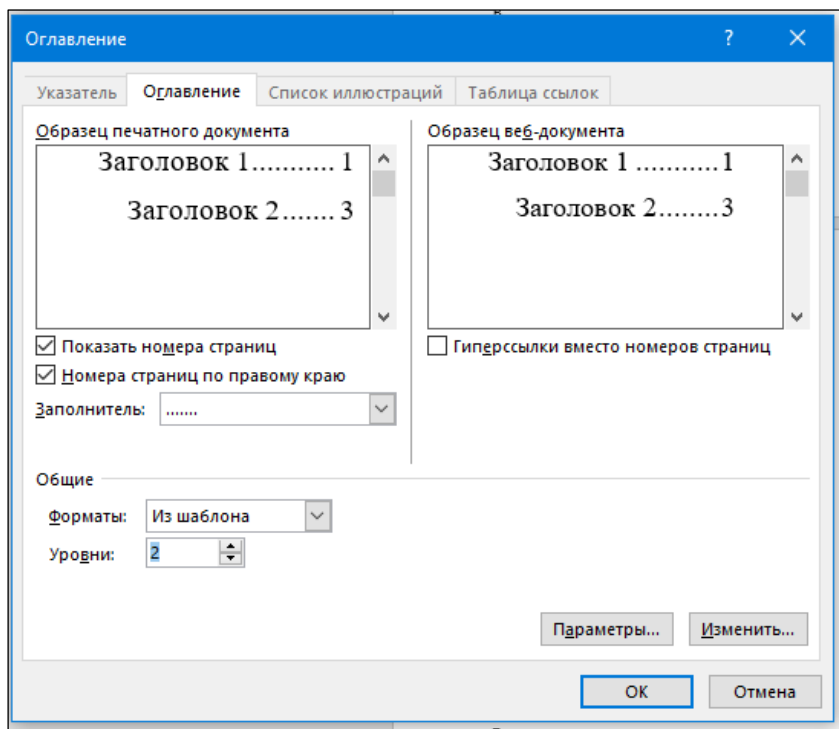 Оглавление
?
Указатель Оглавление Список иллюстраций Таблица ссылок
Образец печатного документа
Заголовок 1........... 1
Заголовок 2....... 3
Образец веб-документа
Заголовок 1 ...........1
Заголовок 2........3
Показать номера страниц
Номера страниц по правому краю
Заполнитель: .......
Гиперссылки вместо номеров страниц
Общие
Форматы: Из шаблона
Уровни: 2
Параметры... Изменить...
ОК Отмена